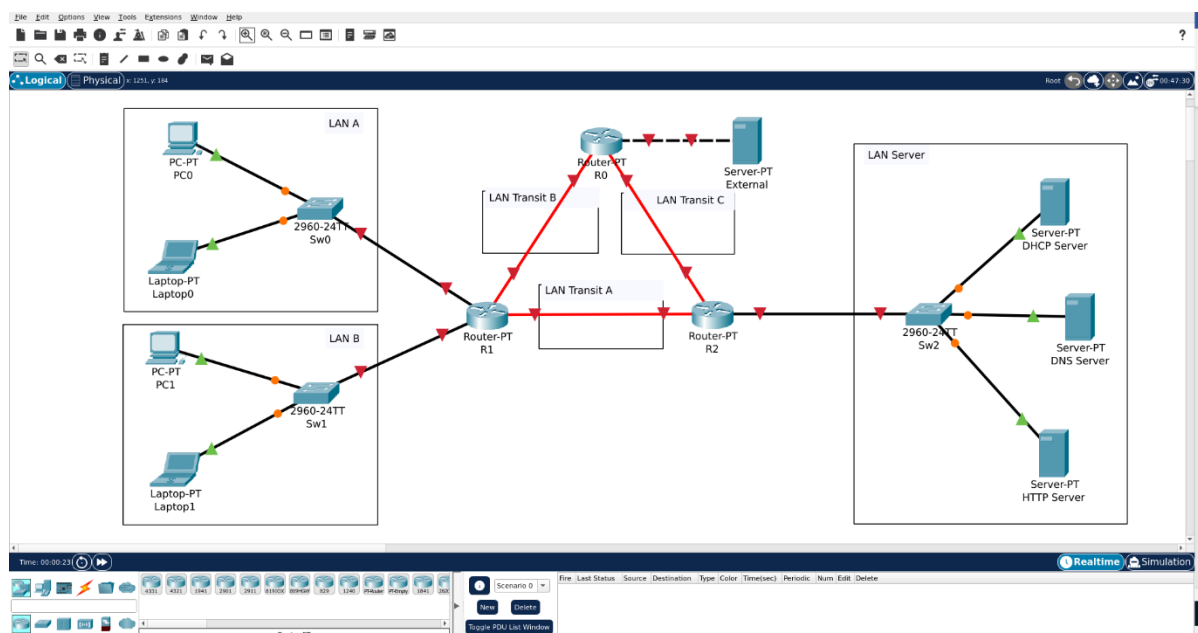 File Edit Options View Tools Extensions Window Help
?
Logical Physical x: 1251, y: 184
Root 00:47:30
LAN A
PC-PT
PC0
2960-24TT
Sw0
Laptop-PT
Laptop0
LAN B
PC-PT
PC1
2960-24TT
Sw1
Laptop-PT
Laptop1
Router-PT
R0
Server-PT
External
LAN Transit B
LAN Transit C
LAN Transit A
Router-PT
R1
Router-PT
R2
LAN Server
Server-PT
DHCP Server
2960-24TT
Sw2
Server-PT
DNS Server
Server-PT
HTTP Server
Time: 00:00:23
Realtime Simulation
4331 4321 1941 2901 2911 819HGW 829 1240 PT-Router PT-Empty 1841
Scenario 0
New Delete
Toggle PDU List Window
Fire Last Status Source Destination Type Color Time(sec) Periodic Num Edit Delete